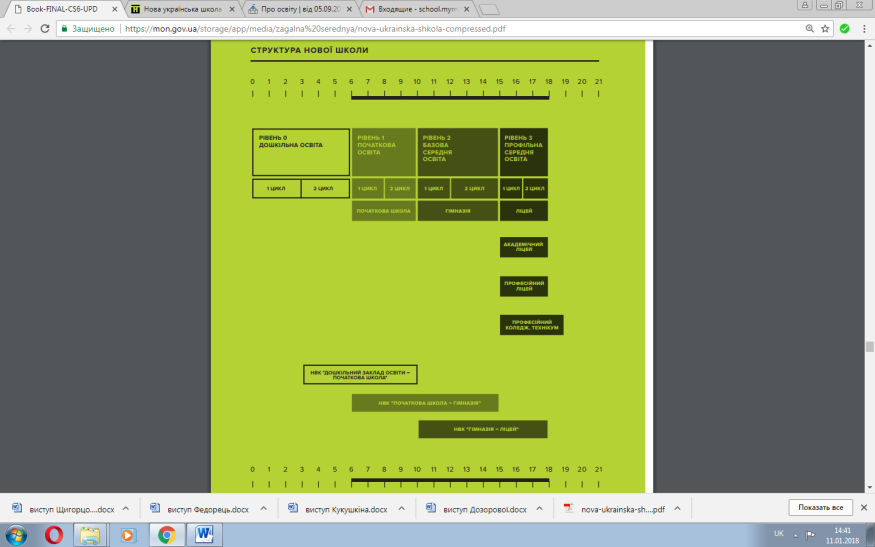 Book-FINAL-CS6-UPD
Нова українська школа
Про освіту | від 05.09.20
Входящие - school.mym
Защищено
https://mon.gov.ua/storage/app/media/zagalna%20serednya/nova-ukrainska-shkola-compressed.pdf
СТРУКТУРА НОВОЇ ШКОЛИ
0 1 2 3 4 5 6 7 8 9 10 11 12 13 14 15 16 17 18 19 20 21
РІВЕНЬ 0
ДОШКІЛЬНА ОСВІТА
РІВЕНЬ 1
ПОЧАТКОВА
ОСВІТА
РІВЕНЬ 2
БАЗОВА
СЕРЕДНЯ
ОСВІТА
РІВЕНЬ 3
ПРОФІЛЬНА
СЕРЕДНЯ
ОСВІТА
1 ЦИКЛ 2 ЦИКЛ 1 ЦИКЛ 2 ЦИКЛ 1 ЦИКЛ 2 ЦИКЛ 1 ЦИКЛ 2 ЦИКЛ
ПОЧАТКОВА ШКОЛА ГІМНАЗІЯ ЛІЦЕЙ
АКАДЕМІЧНИЙ
ЛІЦЕЙ
ПРОФЕСІЙНИЙ
ЛІЦЕЙ
ПРОФЕСІЙНИЙ
КОЛЕДЖ, ТЕХНІКУМ
НВК "ДОШКІЛЬНИЙ ЗАКЛАД ОСВІТИ –
ПОЧАТКОВА ШКОЛА"
НВК "ПОЧАТКОВА ШКОЛА – ГІМНАЗІЯ"
НВК "ГІМНАЗІЯ – ЛІЦЕЙ"
0 1 2 3 4 5 6 7 8 9 10 11 12 13 14 15 16 17 18 19 20 21
виступ Щигорцо....docx
виступ Федорець.docx
виступ Кукушкіна.docx
виступ Дозорової.docx
nova-ukrainska-sh....pdf
Показать все
UK
14:41
11.01.2018